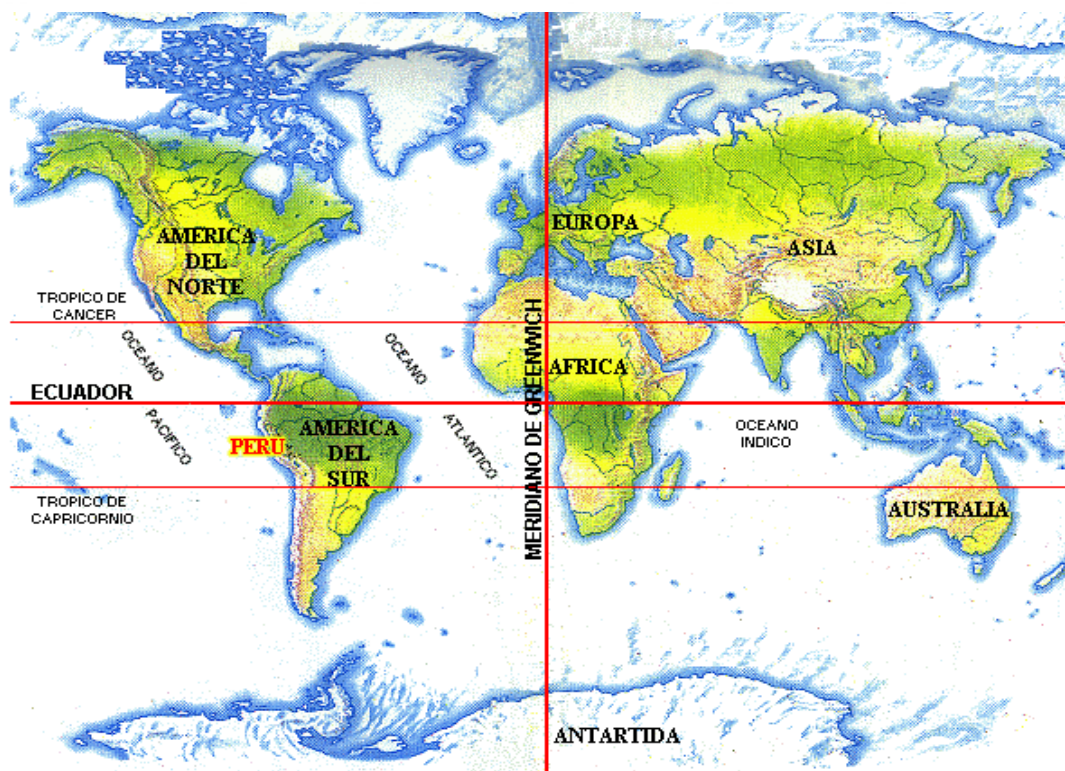 AMERICA
DEL
NORTE
EUROPA
ASIA
TROPICO DE
CANCER
OCEANO
PACIFICO
OCEANO
ATLANTICO
MERIDIANO DE GREENWICH
AFRICA
ECUADOR
PERU
AMERICA
DEL
SUR
OCEANO
INDICO
TROPICO DE
CAPRICORNIO
AUSTRALIA
ANTARTIDA